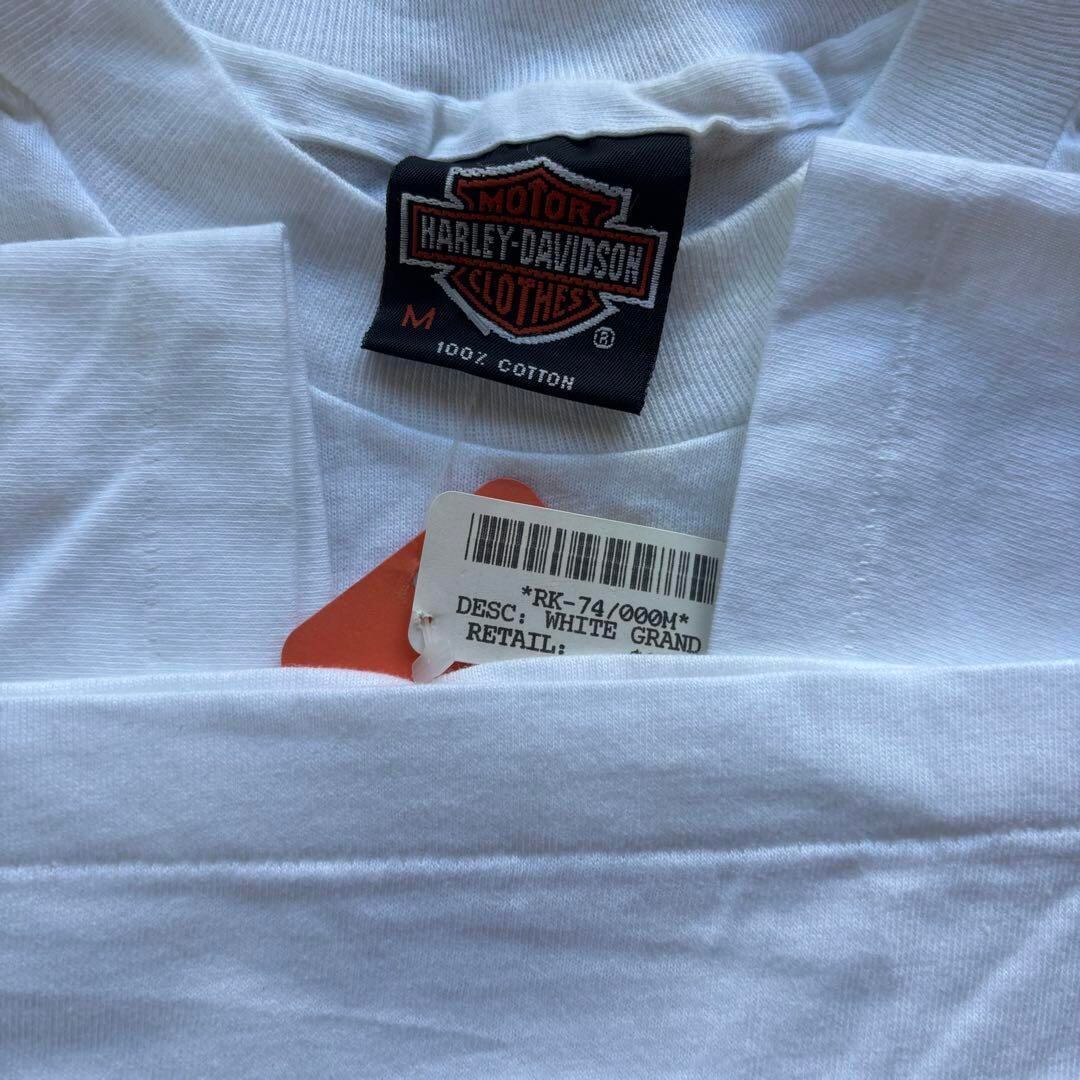 MOTOR
HARLEY-DAVIDSON
CLOTHES
®
M
100% COTTON
*RK-74/000M*
DESC: WHITE GRAND
RETAIL: